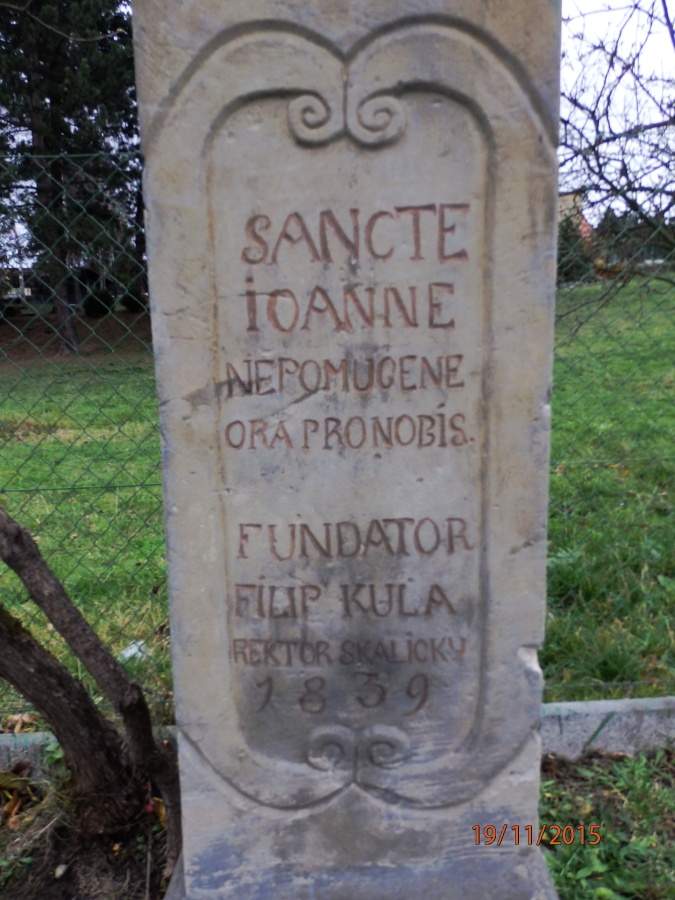 SANCTE
IOANNE
NEPOMUCENE
ORA PRO NOBIS.
FUNDATOR
FILIP KULA
REKTOR SKALICKY
1839
19/11/2015